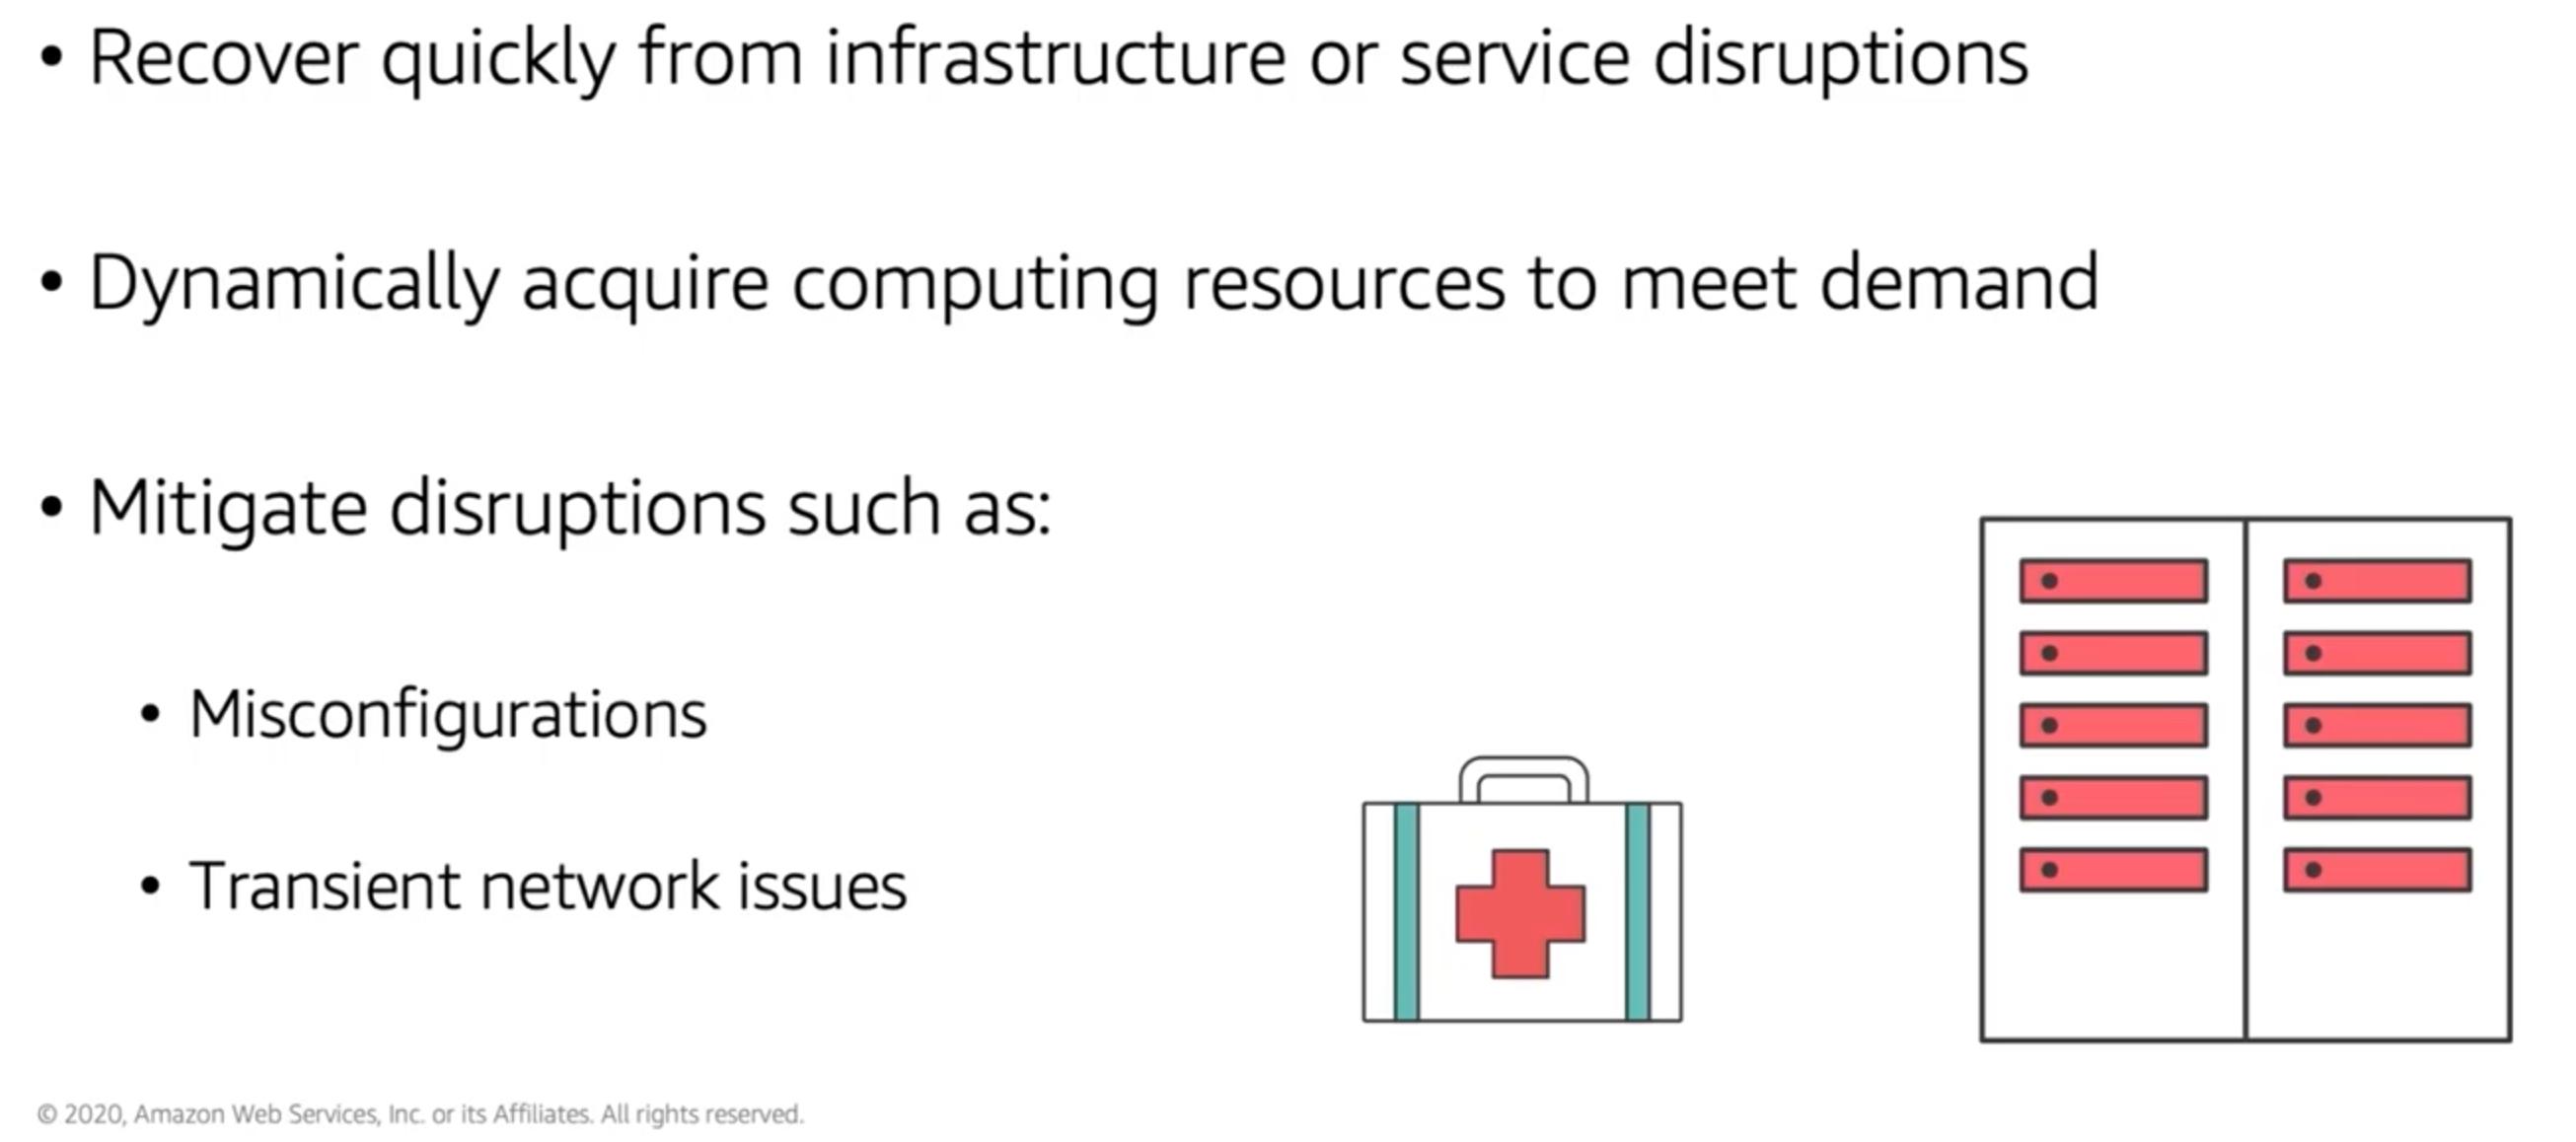 • Recover quickly from infrastructure or service disruptions
• Dynamically acquire computing resources to meet demand
• Mitigate disruptions such as:
• Misconfigurations
• Transient network issues
© 2020, Amazon Web Services, Inc. or its Affiliates. All rights reserved.